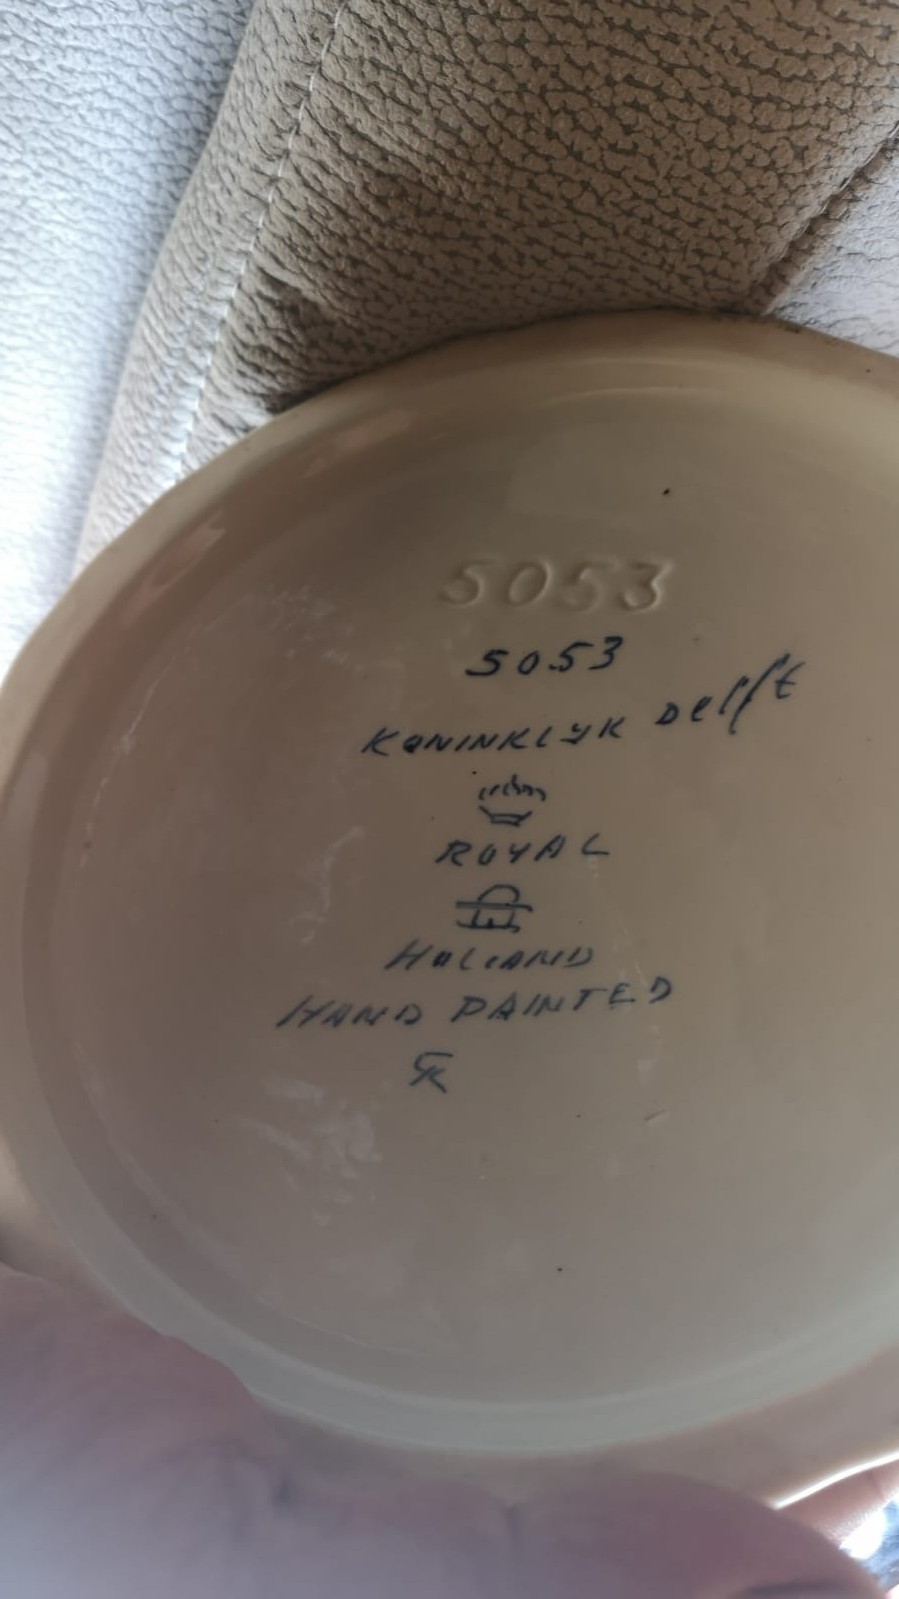 5053
5053
KONINKLYK Delft
ROYAL
HOLLAND
HAND PAINTED